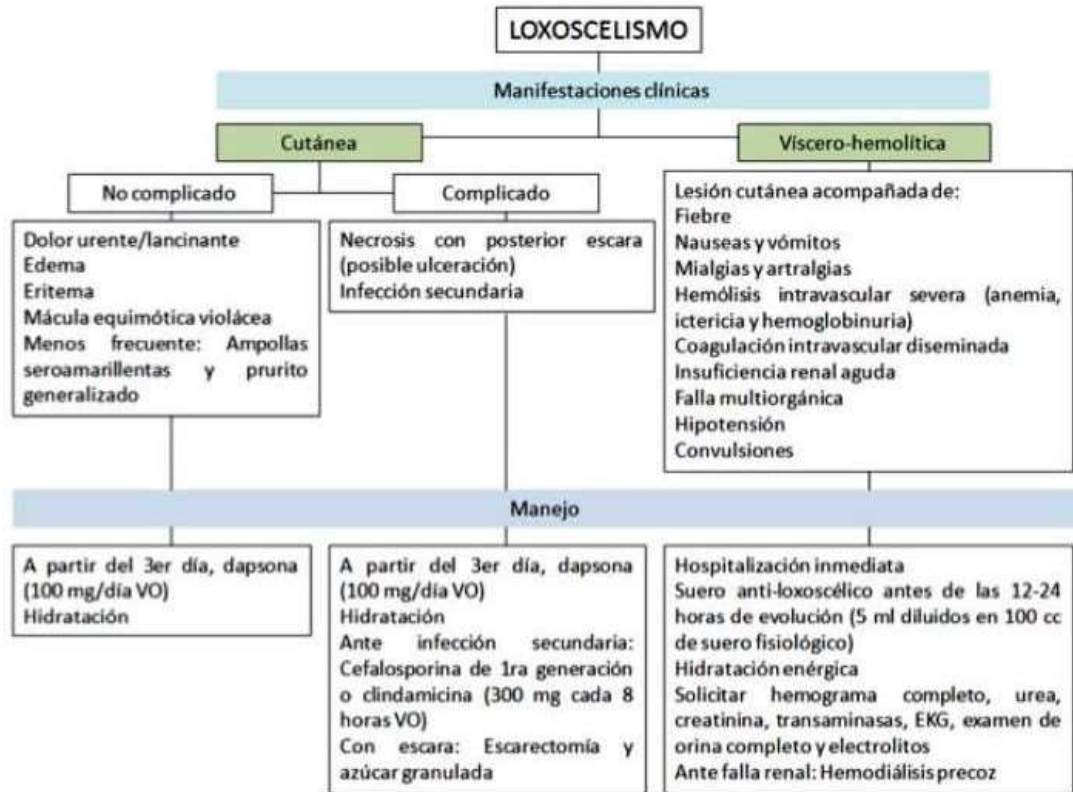 LOXOSCELISMO
Manifestaciones clínicas
Cutánea
Víscero-hemolítica
No complicado
Complicado
Dolor urente/lancinante
Edema
Eritema
Mácula equimótica violácea
Menos frecuente: Ampollas
seroamarillentas y prurito
generalizado
Necrosis con posterior escara
(posible ulceración)
Infección secundaria
Lesión cutánea acompañada de:
Fiebre
Nauseas y vómitos
Mialgias y artralgias
Hemólisis intravascular severa (anemia,
ictericia y hemoglobinuria)
Coagulación intravascular diseminada
Insuficiencia renal aguda
Falla multiorgánica
Hipotensión
Convulsiones
Manejo
A partir del 3er día, dapsona
(100 mg/día VO)
Hidratación
A partir del 3er día, dapsona
(100 mg/día VO)
Hidratación
Ante infección secundaria:
Cefalosporina de 1ra generación
o clindamicina (300 mg cada 8
horas VO)
Con escara: Escarectomía y
azúcar granulada
Hospitalización inmediata
Suero anti-loxoscélico antes de las 12-24
horas de evolución (5 ml diluidos en 100 cc
de suero fisiológico)
Hidratación enérgica
Solicitar hemograma completo, urea,
creatinina, transaminasas, EKG, examen de
orina completo y electrolitos
Ante falla renal: Hemodiálisis precoz